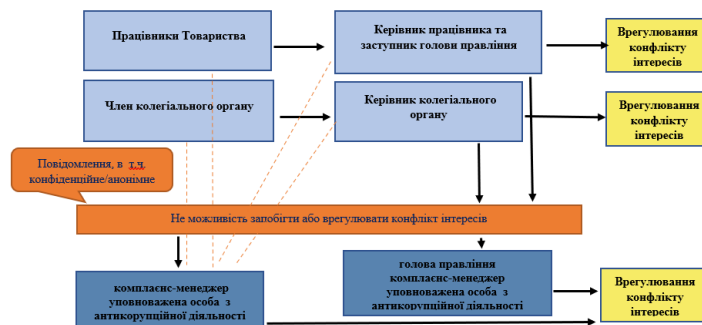 Працівники Товариства
Керівник працівника та
заступник голови правління
Врегулювання
конфлікту
інтересів
Член колегіального органу
Керівник колегіального
органу
Врегулювання
конфлікту
інтересів
Повідомлення, в т.ч.
конфіденційне/анонімне
Не можливість запобігти або врегулювати конфлікт інтересів
комплаєнс-менеджер
уповноважена особа з
антикорупційної діяльності
голова правління
комплаєнс-менеджер
уповноважена особа з
антикорупційної діяльності
Врегулювання
конфлікту
інтересів